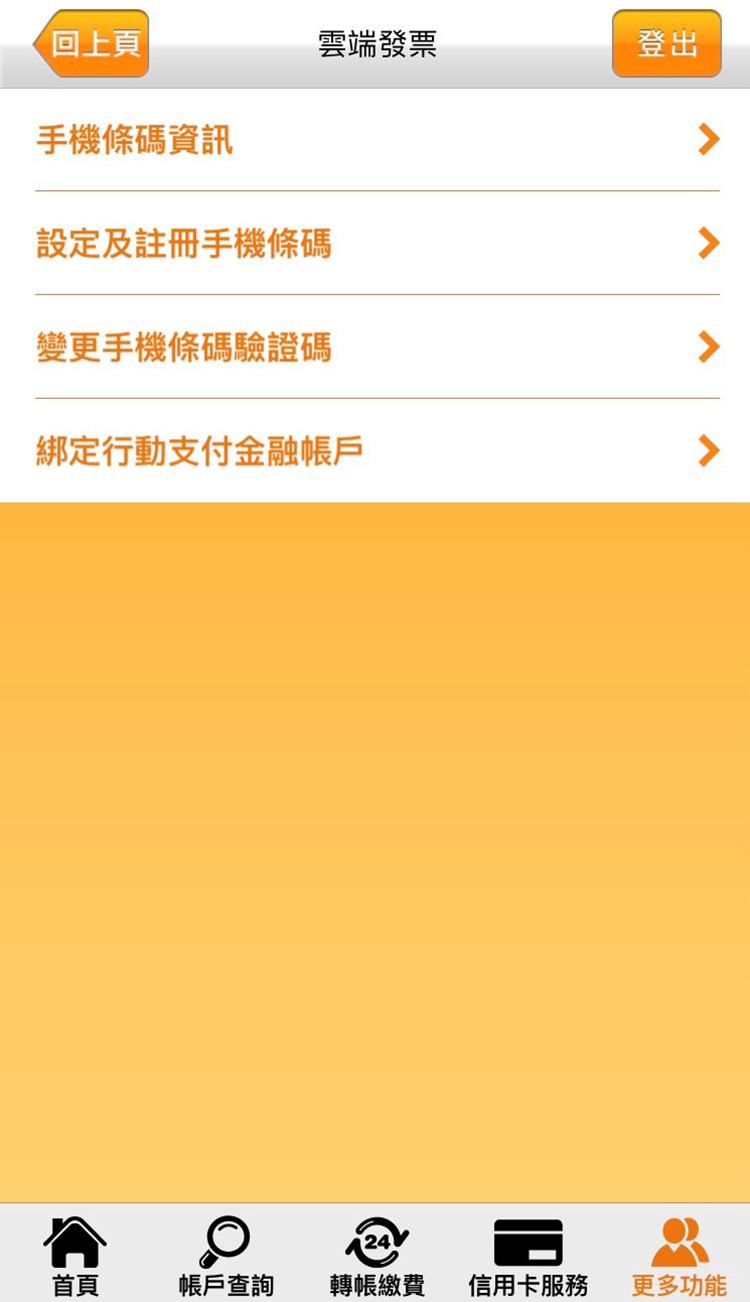 回上頁
雲端發票
登出
手機條碼資訊
設定及註冊手機條碼
變更手機條碼驗證碼
綁定行動支付金融帳戶
24
首頁
帳戶查詢
轉帳繳費
信用卡服務
更多功能